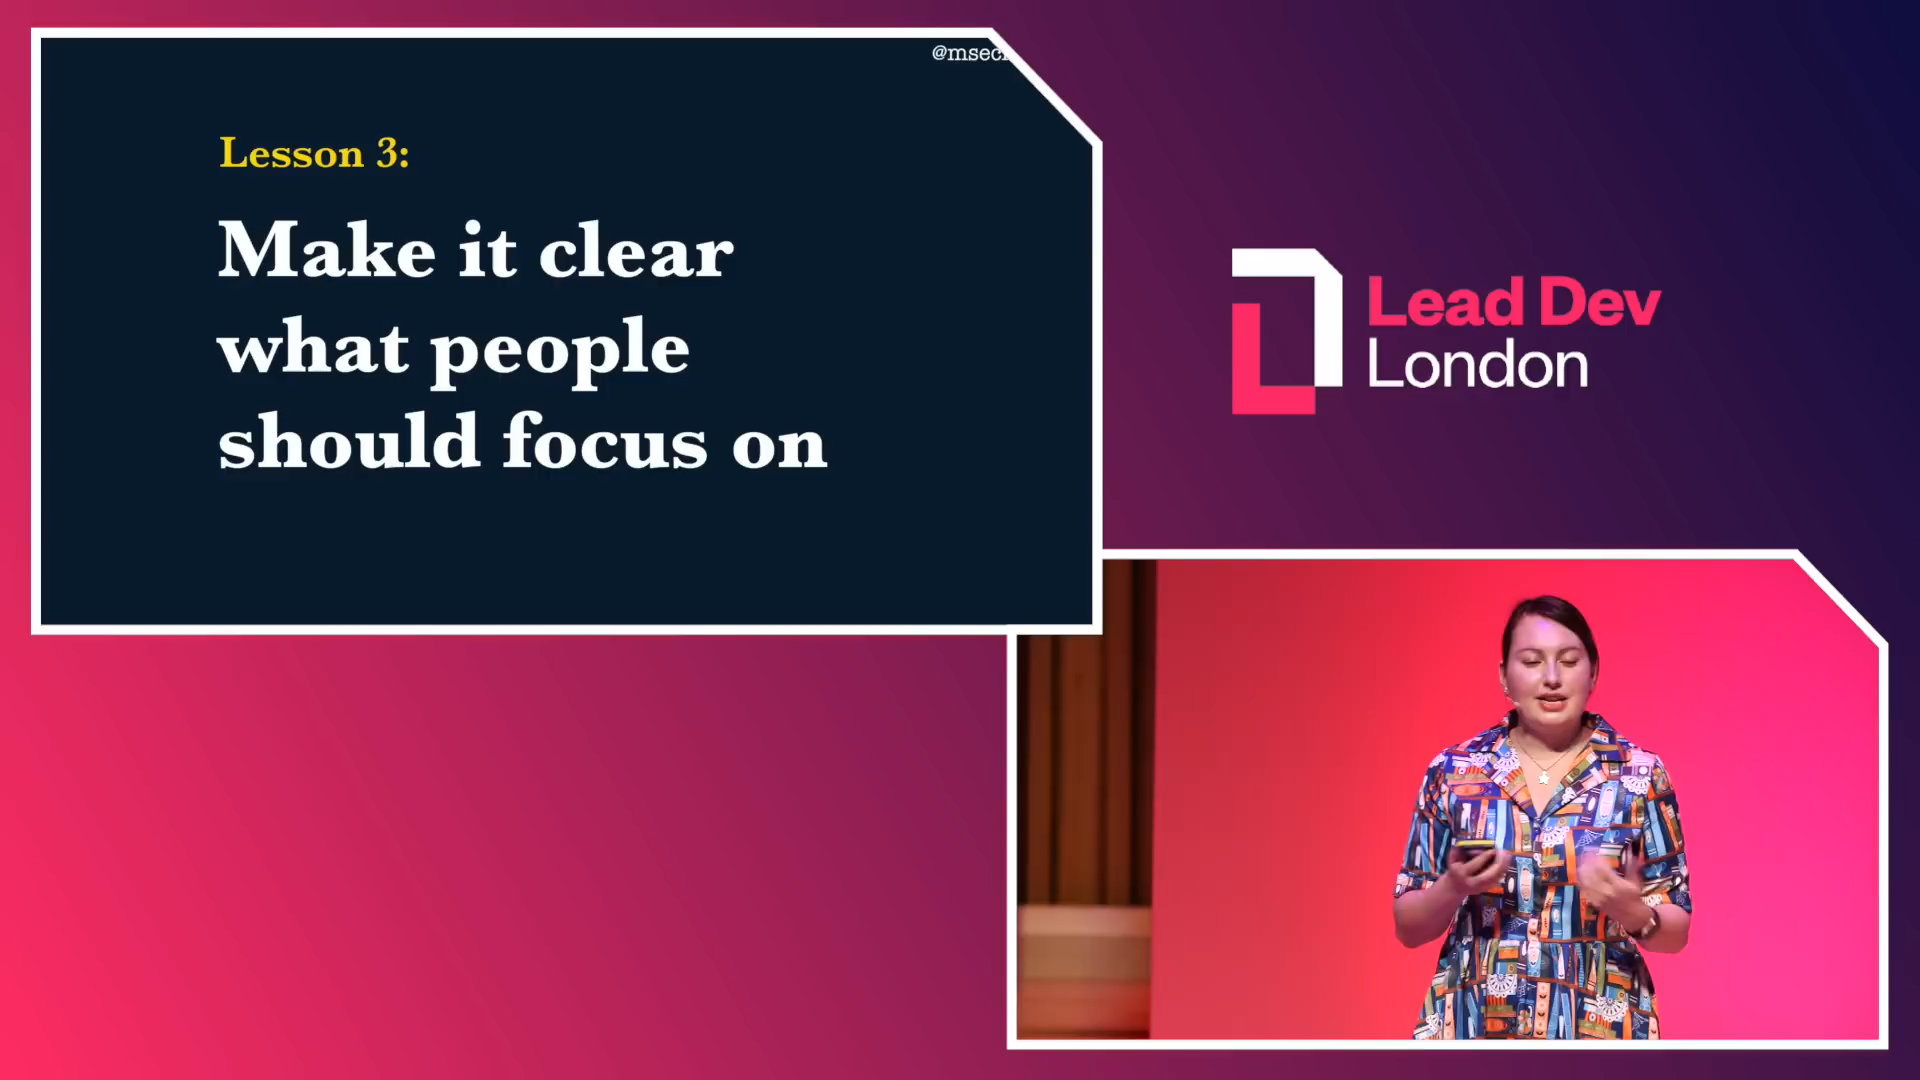 Lesson 3:
Make it clear
what people
should focus on
Lead Dev
London